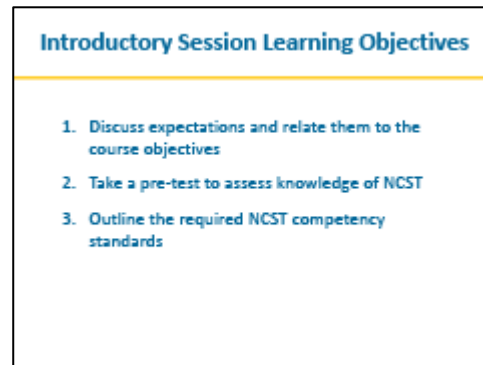 Introductory Session Learning Objectives
1. Discuss expectations and relate them to the
course objectives
2. Take a pre-test to assess knowledge of NCST
3. Outline the required NCST competency
standards